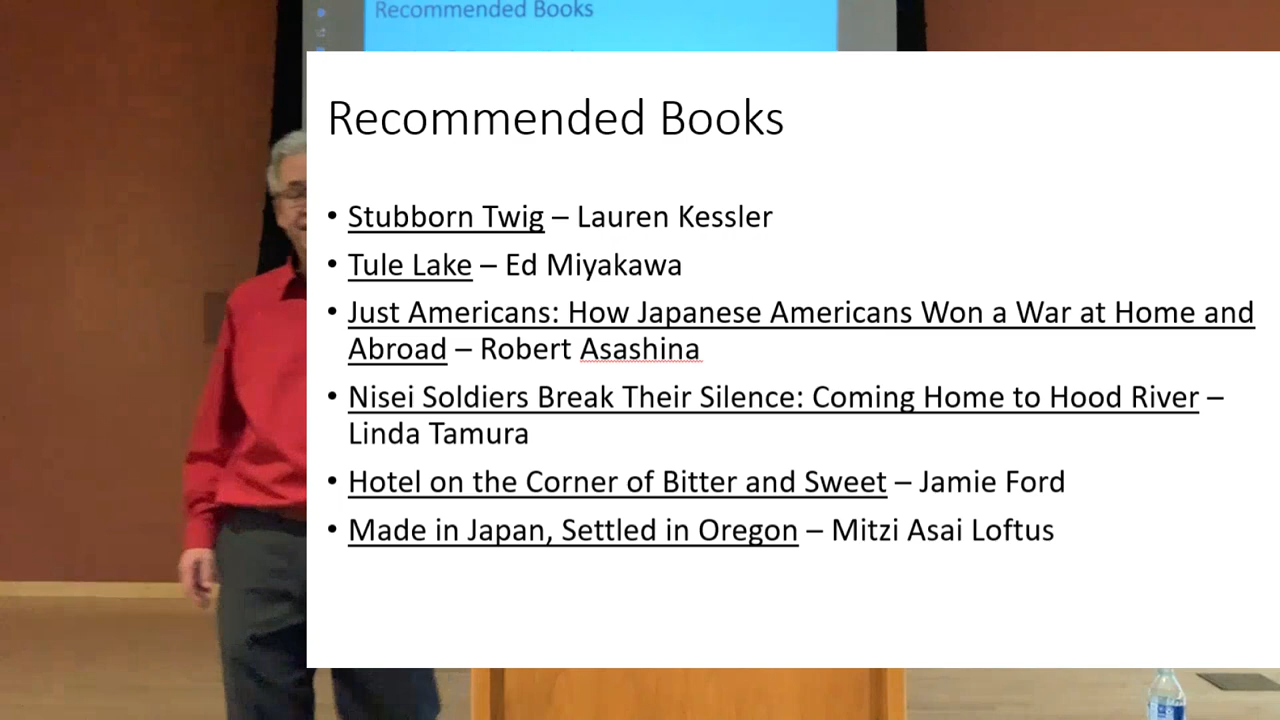 Recommended Books
Recommended Books
• Stubborn Twig – Lauren Kessler
• Tule Lake – Ed Miyakawa
• Just Americans: How Japanese Americans Won a War at Home and
Abroad – Robert Asashina
• Nisei Soldiers Break Their Silence: Coming Home to Hood River –
Linda Tamura
• Hotel on the Corner of Bitter and Sweet – Jamie Ford
• Made in Japan, Settled in Oregon – Mitzi Asai Loftus